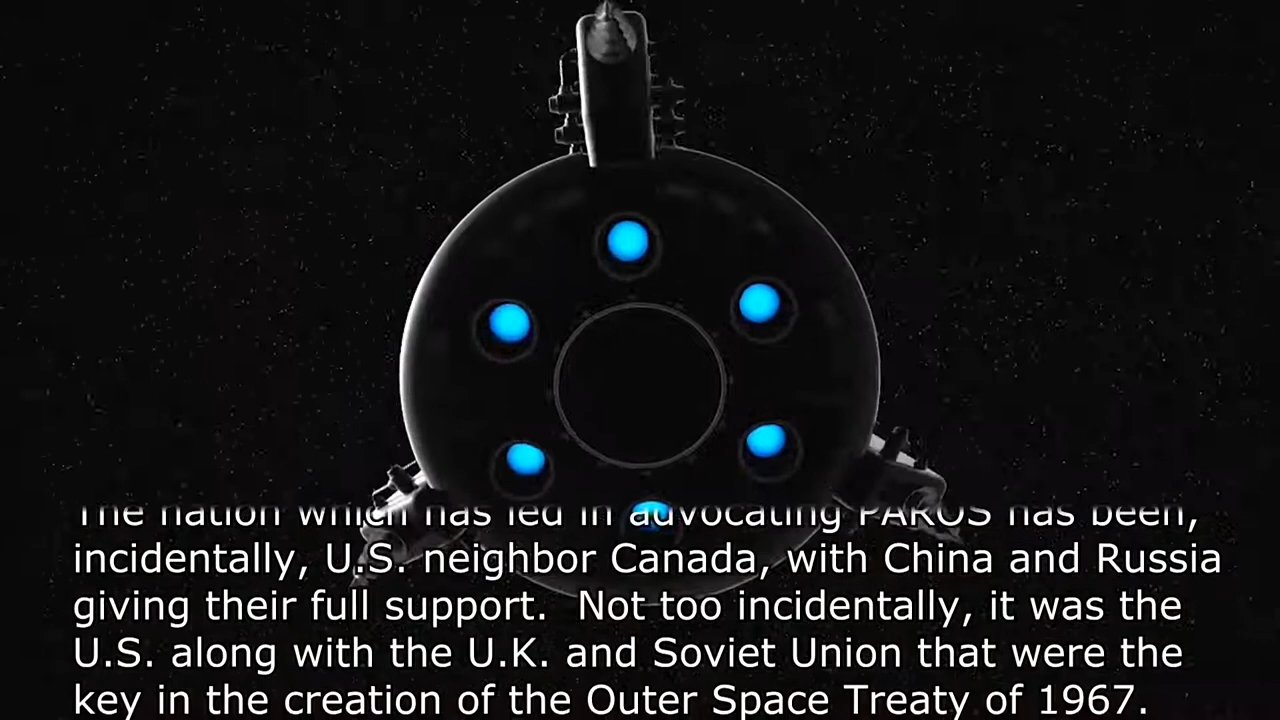 The nation which has led in advocating PAROS has been,
incidentally, U.S. neighbor Canada, with China and Russia
giving their full support.  Not too incidentally, it was the
U.S. along with the U.K. and Soviet Union that were the
key in the creation of the Outer Space Treaty of 1967.